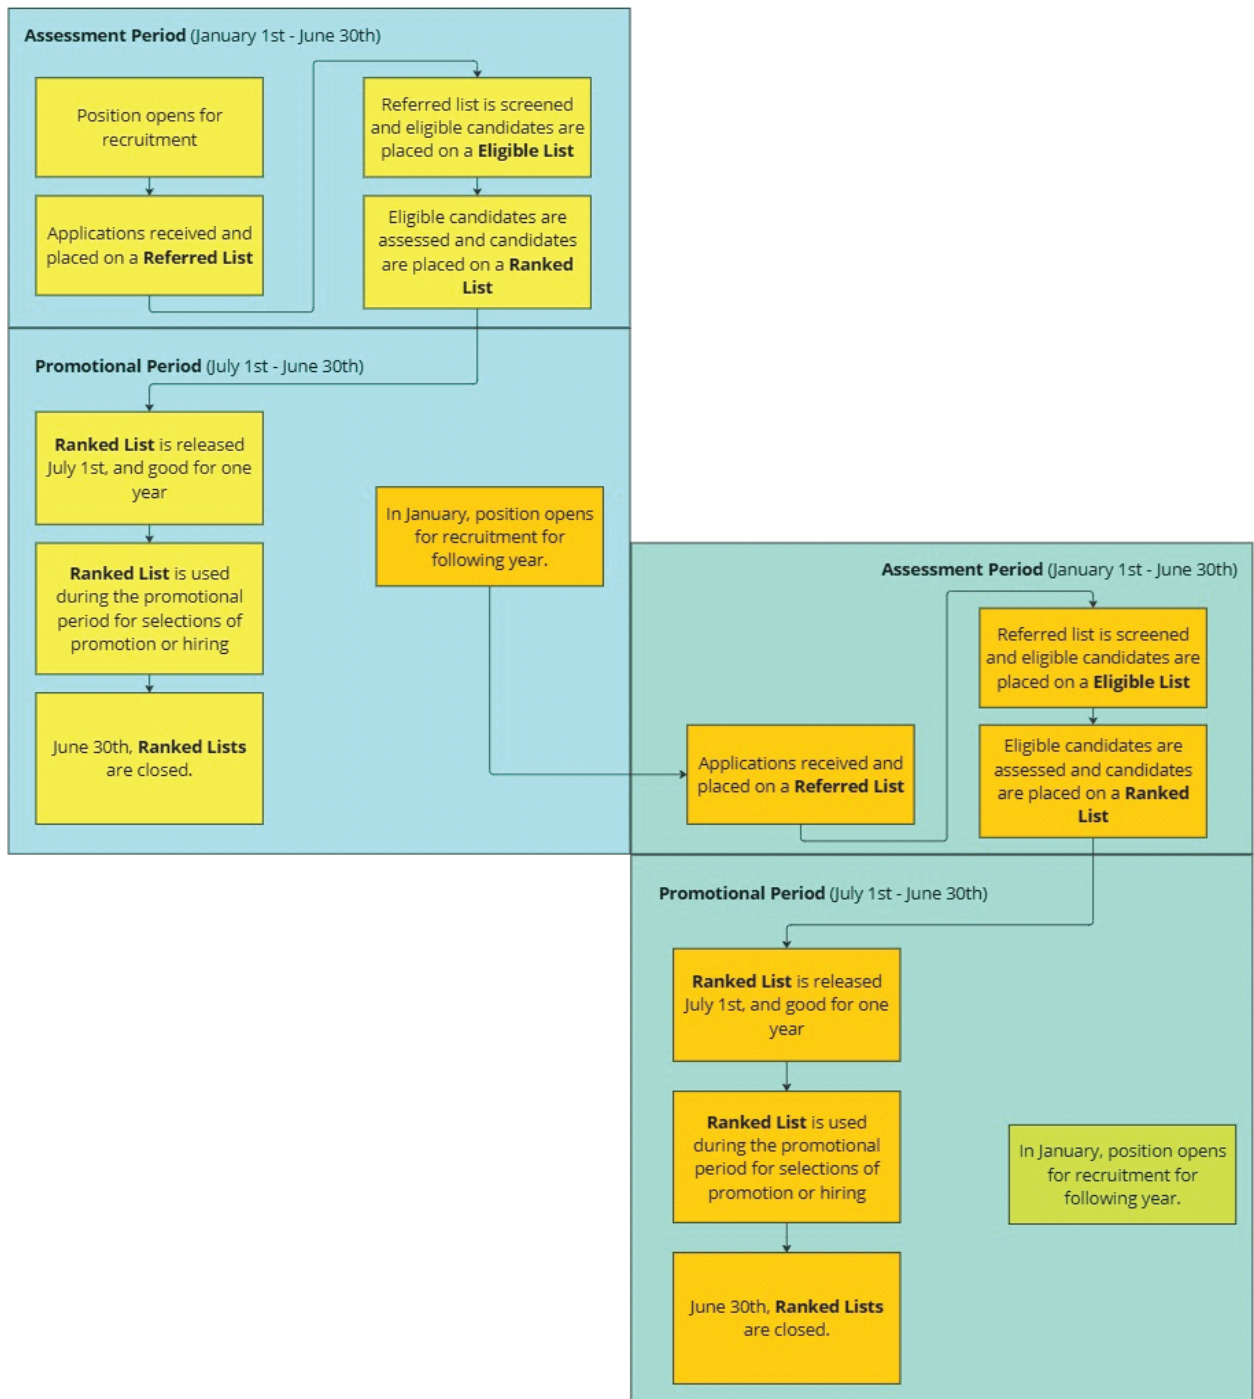 Assessment Period (January 1st - June 30th)
Position opens for
recruitment
Applications received and
placed on a Referred List
Referred list is screened
and eligible candidates are
placed on a Eligible List
Eligible candidates are
assessed and candidates
are placed on a Ranked
List
Promotional Period (July 1st - June 30th)
Ranked List is released
July 1st, and good for one
year
Ranked List is used
during the promotional
period for selections of
promotion or hiring
June 30th, Ranked Lists
are closed.
In January, position opens
for recruitment for
following year.
Assessment Period (January 1st - June 30th)
Applications received and
placed on a Referred List
Referred list is screened
and eligible candidates are
placed on a Eligible List
Eligible candidates are
assessed and candidates
are placed on a Ranked
List
Promotional Period (July 1st - June 30th)
Ranked List is released
July 1st, and good for one
year
Ranked List is used
during the promotional
period for selections of
promotion or hiring
June 30th, Ranked Lists
are closed.
In January, position opens
for recruitment for
following year.